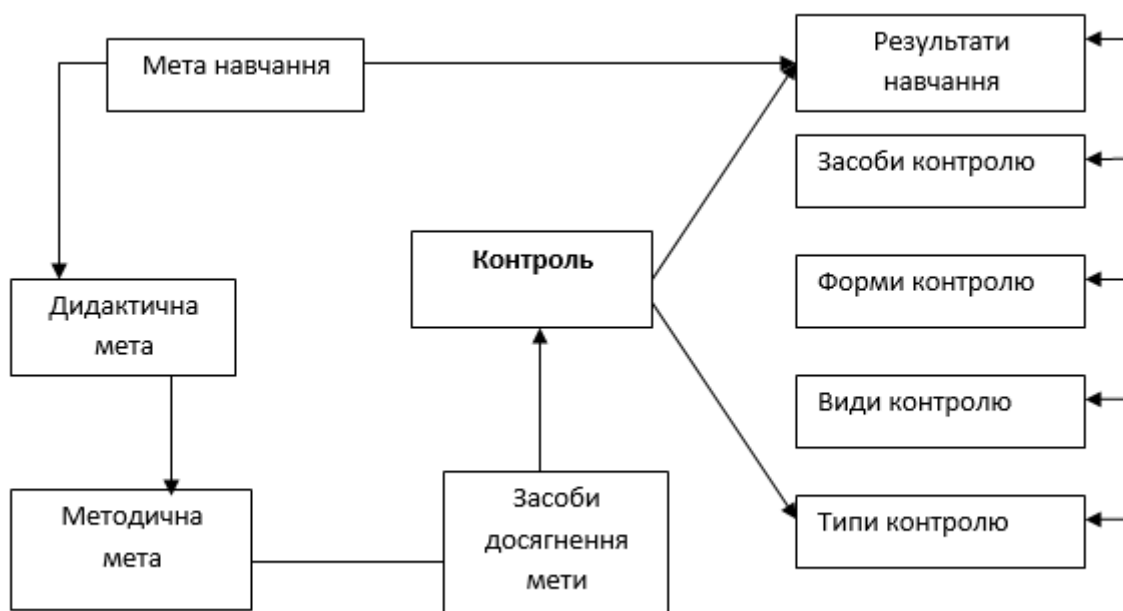 Мета навчання
Результати
навчання
Засоби контролю
Контроль
Форми контролю
Дидактична
мета
Види контролю
Методична
мета
Засоби
досягнення
мети
Типи контролю